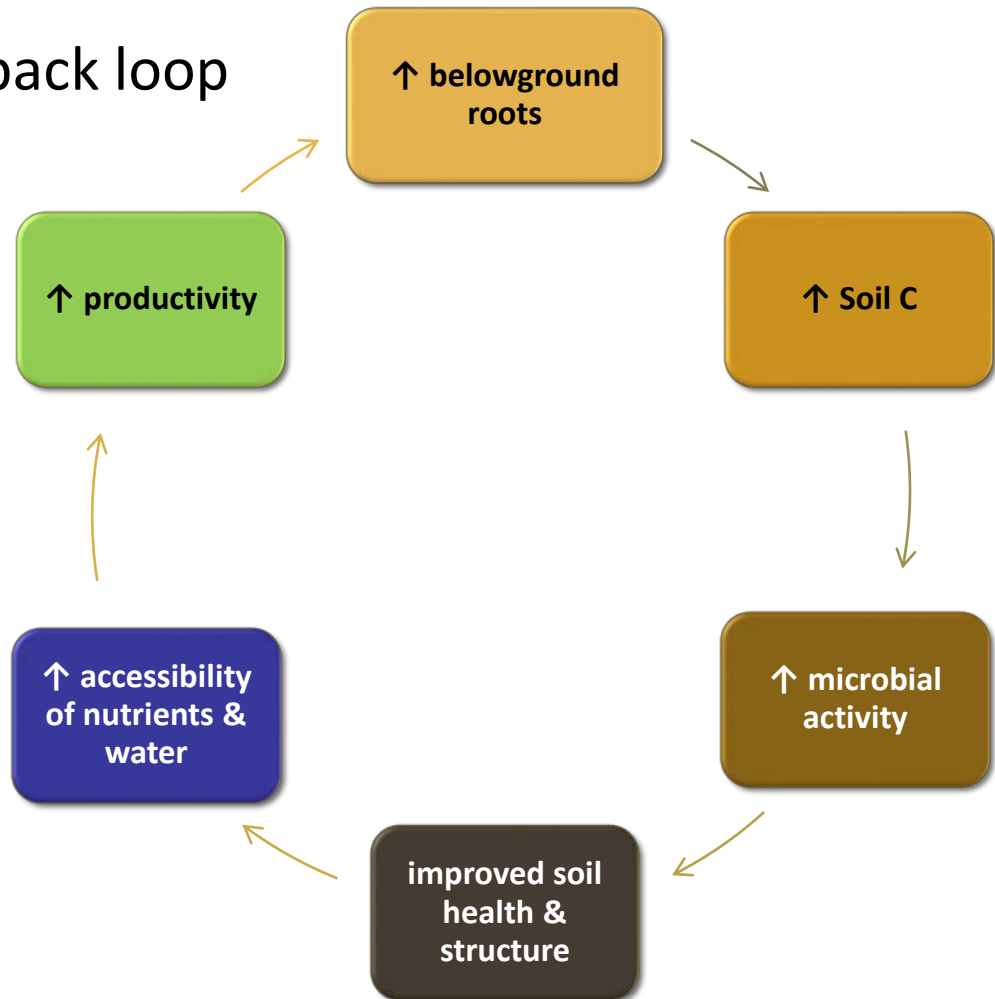 back loop
↑ belowground
roots
↑ Soil C
↑ microbial
activity
improved soil
health &
structure
↑ accessibility
of nutrients &
water
↑ productivity